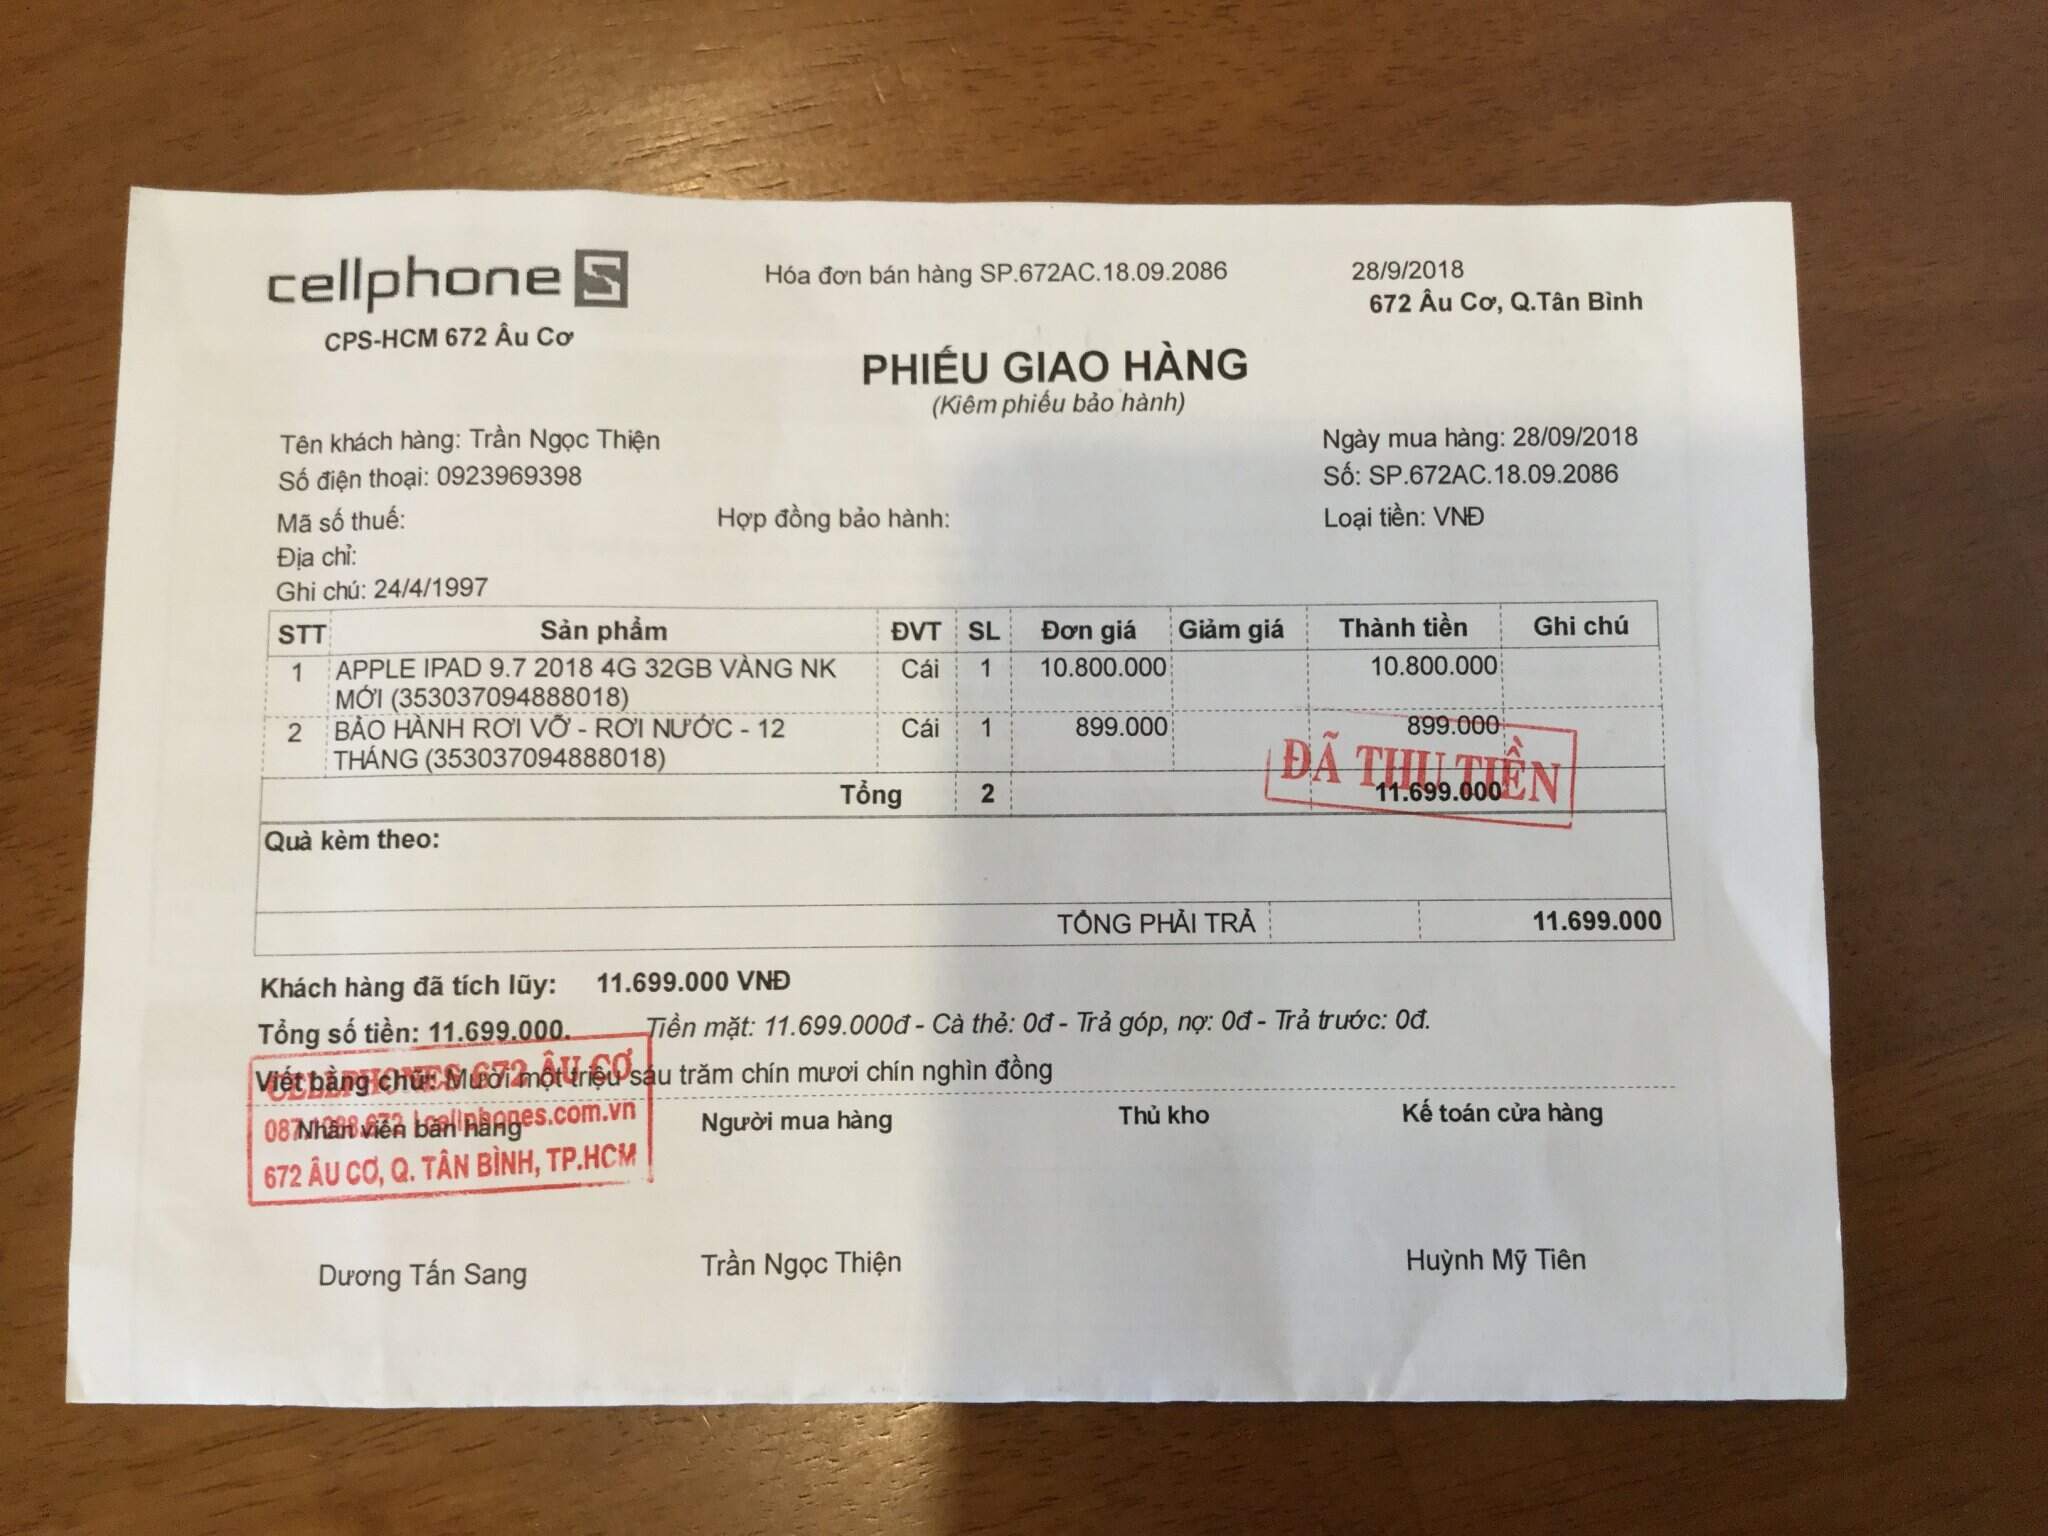 cellphone S
Hóa đơn bán hàng SP.672AC.18.09.2086
28/9/2018
672 Âu Cơ, Q.Tân Bình
CPS-HCM 672 Âu Cơ
PHIẾU GIAO HÀNG
(Kiêm phiếu bảo hành)
Tên khách hàng: Trần Ngọc Thiện
Ngày mua hàng: 28/09/2018
Số điện thoại: 0923969398
Số: SP.672AC.18.09.2086
Mã số thuế:
Hợp đồng bảo hành:
Loại tiền: VNĐ
Địa chỉ:
Ghi chú: 24/4/1997
STT Sản phẩm ĐVT SL Đơn giá Giảm giá Thành tiền Ghi chú
1 APPLE IPAD 9.7 2018 4G 32GB VÀNG NK Cái 1 10.800.000 10.800.000
MỚI (353037094888018)
2 BẢO HÀNH RƠI VỠ - RƠI NƯỚC - 12 Cái 1 899.000 899.000
THÁNG (353037094888018)
ĐÃ THU TIỀN
Tổng 2 11.699.000
Quà kèm theo:
TỔNG PHẢI TRẢ 11.699.000
Khách hàng đã tích lũy: 11.699.000 VNĐ
Tổng số tiền: 11.699.000. Tiền mặt: 11.699.000đ - Cà thẻ: 0đ - Trả góp, nợ: 0đ - Trả trước: 0đ.
Viết bằng chữ: Mười một triệu sáu trăm chín mươi chín nghìn đồng
CELLPHONES 672 ÂU CƠ
cellphones.com.vn
672 ÂU CƠ, Q. TÂN BÌNH, TP.HCM
Nhân viên bán hàng Người mua hàng Thủ kho Kế toán cửa hàng
Dương Tấn Sang Trần Ngọc Thiện Huỳnh Mỹ Tiên